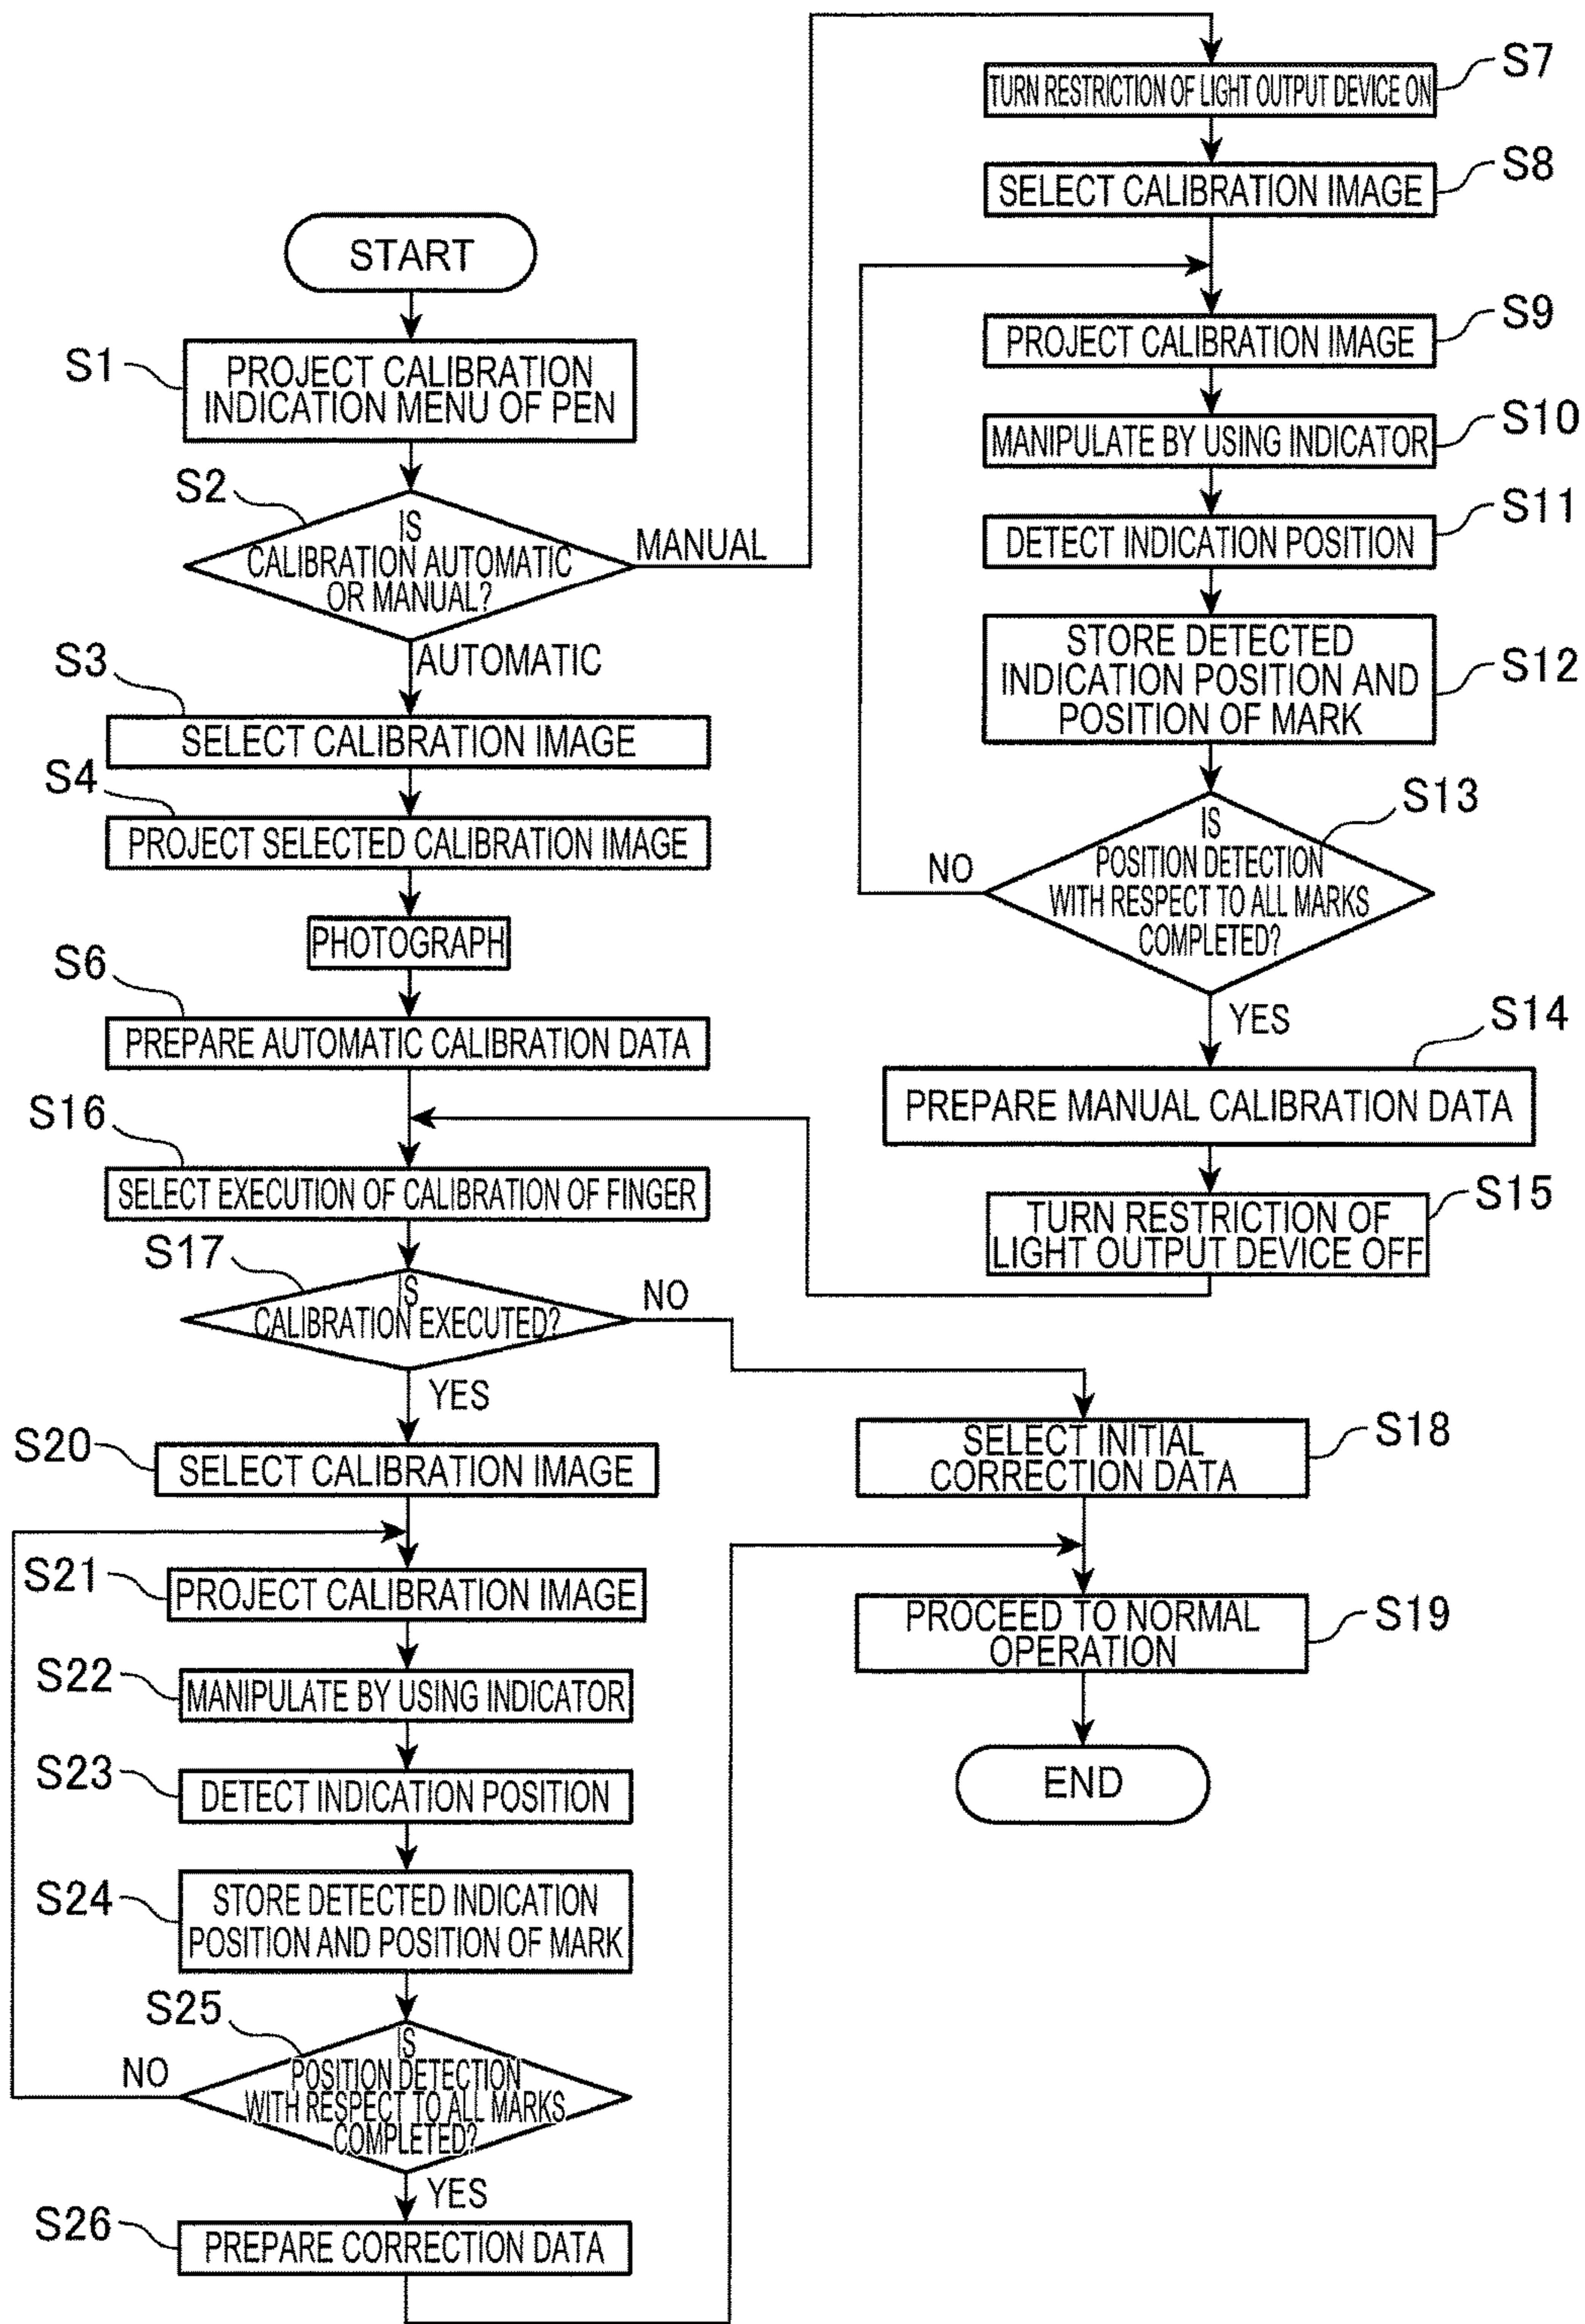 START
S1
PROJECT CALIBRATION
INDICATION MENU OF PEN
S2
IS
CALIBRATION AUTOMATIC
OR MANUAL?
MANUAL
AUTOMATIC
S3
SELECT CALIBRATION IMAGE
S4
PROJECT SELECTED CALIBRATION IMAGE
PHOTOGRAPH
S6
PREPARE AUTOMATIC CALIBRATION DATA
S16
SELECT EXECUTION OF CALIBRATION OF FINGER
S17
IS
CALIBRATION EXECUTED?
NO
YES
S20
SELECT CALIBRATION IMAGE
S21
PROJECT CALIBRATION IMAGE
S22
MANIPULATE BY USING INDICATOR
S23
DETECT INDICATION POSITION
S24
STORE DETECTED INDICATION
POSITION AND POSITION OF MARK
S25
IS
POSITION DETECTION
WITH RESPECT TO ALL MARKS
COMPLETED?
NO
YES
S26
PREPARE CORRECTION DATA
S7
TURN RESTRICTION OF LIGHT OUTPUT DEVICE ON
S8
SELECT CALIBRATION IMAGE
S9
PROJECT CALIBRATION IMAGE
S10
MANIPULATE BY USING INDICATOR
S11
DETECT INDICATION POSITION
S12
STORE DETECTED
INDICATION POSITION AND
POSITION OF MARK
S13
IS
POSITION DETECTION
WITH RESPECT TO ALL MARKS
COMPLETED?
NO
YES
S14
PREPARE MANUAL CALIBRATION DATA
S15
TURN RESTRICTION OF
LIGHT OUTPUT DEVICE OFF
S18
SELECT INITIAL
CORRECTION DATA
S19
PROCEED TO NORMAL
OPERATION
END